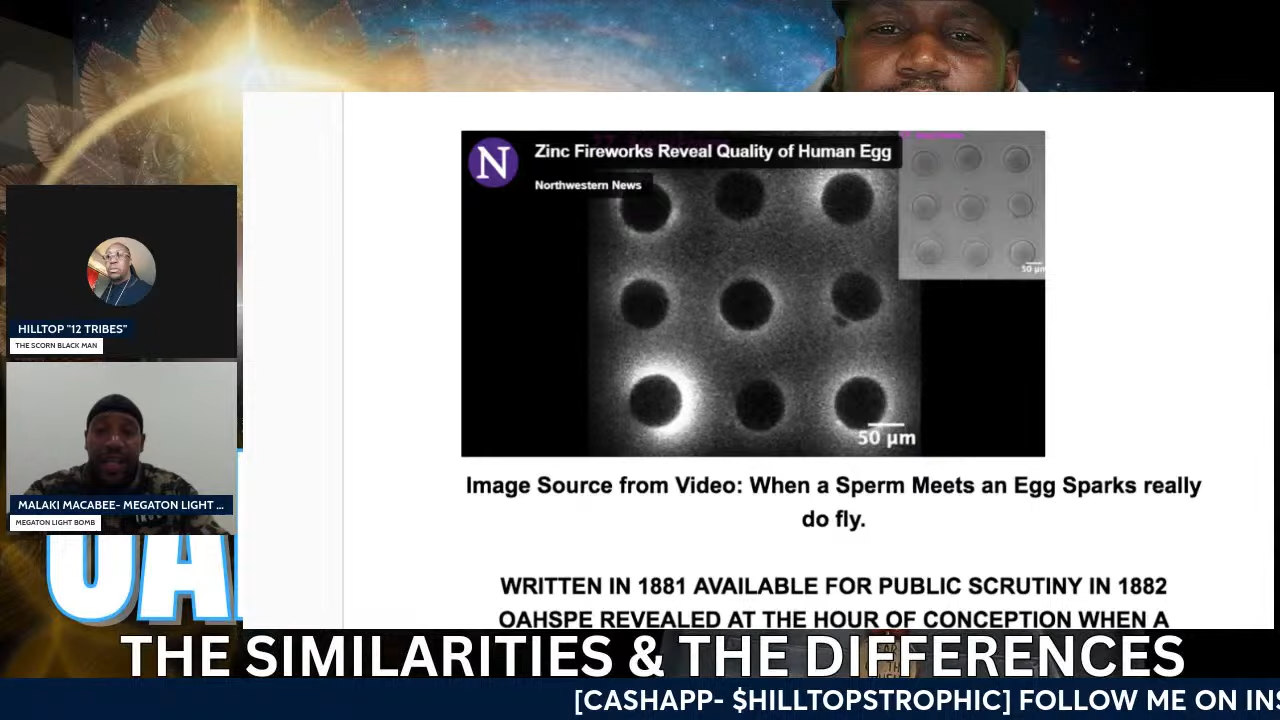 N
Zinc Fireworks Reveal Quality of Human Egg
Northwestern News
50 μm
50 μm
Image Source from Video: When a Sperm Meets an Egg Sparks really
do fly.
WRITTEN IN 1881 AVAILABLE FOR PUBLIC SCRUTINY IN 1882
OAHSPE REVEALED AT THE HOUR OF CONCEPTION WHEN A
HILLTOP "12 TRIBES"
THE SCORN BLACK MAN
MALAKI MACABEE- MEGATON LIGHT ...
MEGATON LIGHT BOMB
OA
THE SIMILARITIES & THE DIFFERENCES
[CASHAPP- $HILLTOPSTROPHIC] FOLLOW ME ON INS